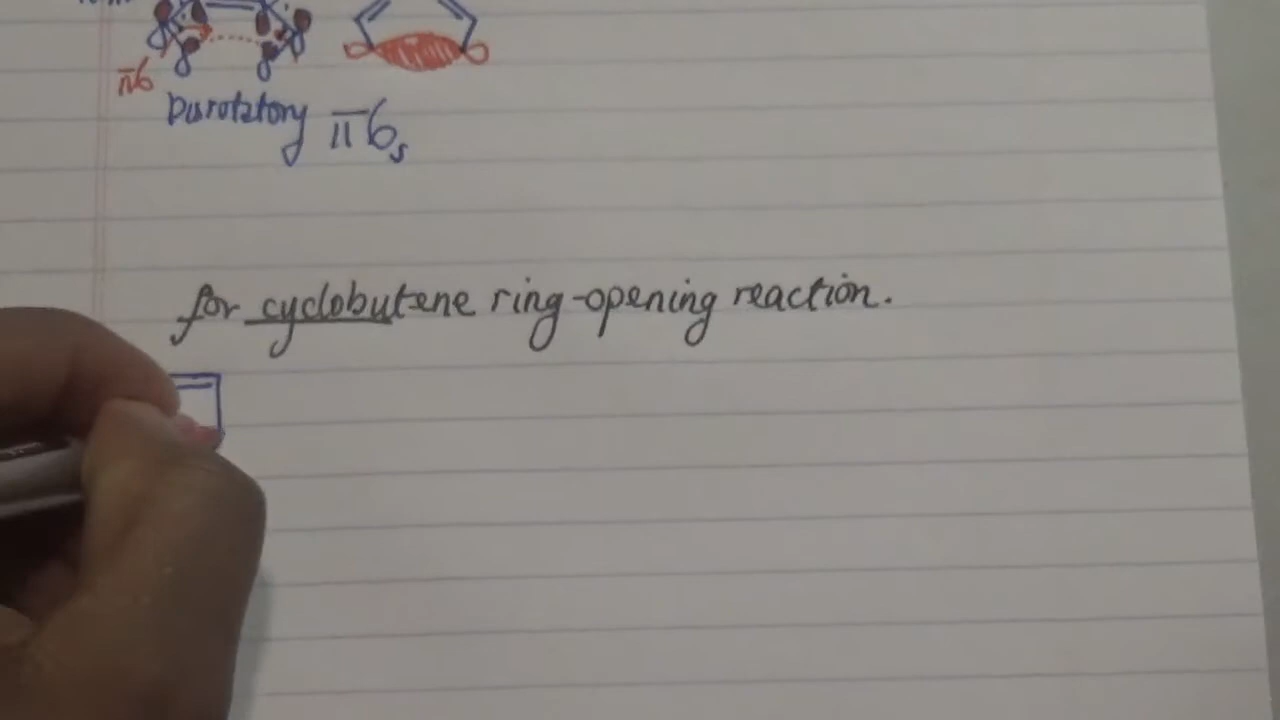 π6
Disrotatory π6s
for cyclobutene ring-opening reaction.